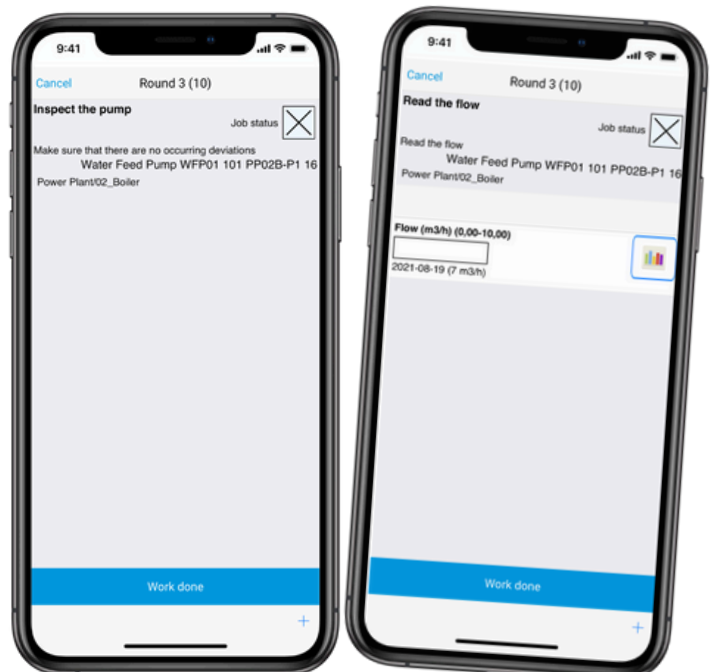 9:41
Cancel
Round 3 (10)
Inspect the pump
Job status
Make sure that there are no occurring deviations
Water Feed Pump WFP01 101 PP02B-P1 16
Power Plant/02_Boiler
Work done
+
9:41
Cancel
Round 3 (10)
Read the flow
Job status
Read the flow
Water Feed Pump WFP01 101 PP02B-P1 16
Power Plant/02_Boiler
Flow (m3/h) (0,00-10,00)
2021-08-19 (7 m3/h)
Work done
+